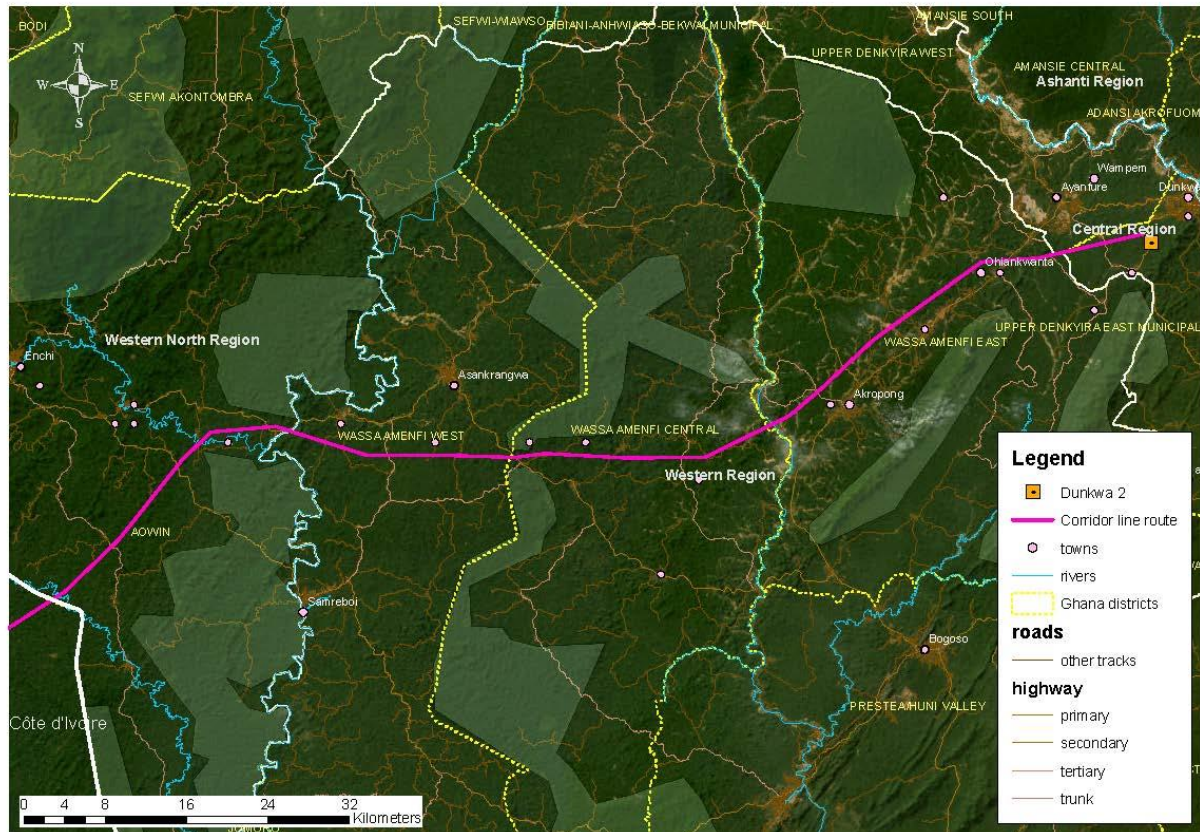 BODI
SEFWI-WIAWSO
BIBIANI-ANHWIASO-BEKWAI MUNICIPAL
AMANSIE SOUTH
UPPER DENKYIRA WEST
AMANSIE CENTRAL
Ashanti Region
N
W
E
S
SEFWI AKONTOMBRA
ADANSI AKROFUOM
Wampem
Ayanfure
Dunkw
Central Region
Ohiankwanta
Western North Region
UPPER DENKYIRA EAST MUNICIPAL
WASSA AMENFI EAST
Enchi
Asankrangwa
Akropong
WASSA AMENFI WEST
WASSA AMENFI CENTRAL
Western Region
AOWIN
Samreboi
Bogoso
PRESTEA/HUNI VALLEY
Côte d'Ivoire
JOMORO
0 4 8 16 24 32
Kilometers
Legend
Dunkwa 2
Corridor line route
towns
rivers
Ghana districts
roads
other tracks
highway
primary
secondary
tertiary
trunk